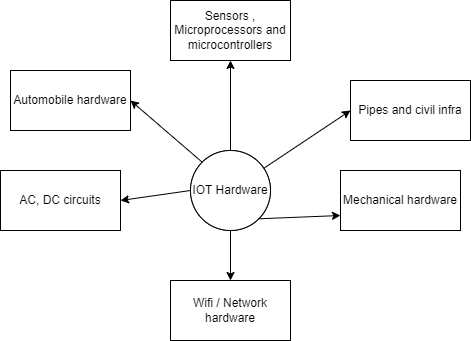 Sensors ,
Microprocessors and
microcontrollers
Automobile hardware
Pipes and civil infra
IOT Hardware
AC, DC circuits
Mechanical hardware
Wifi / Network
hardware